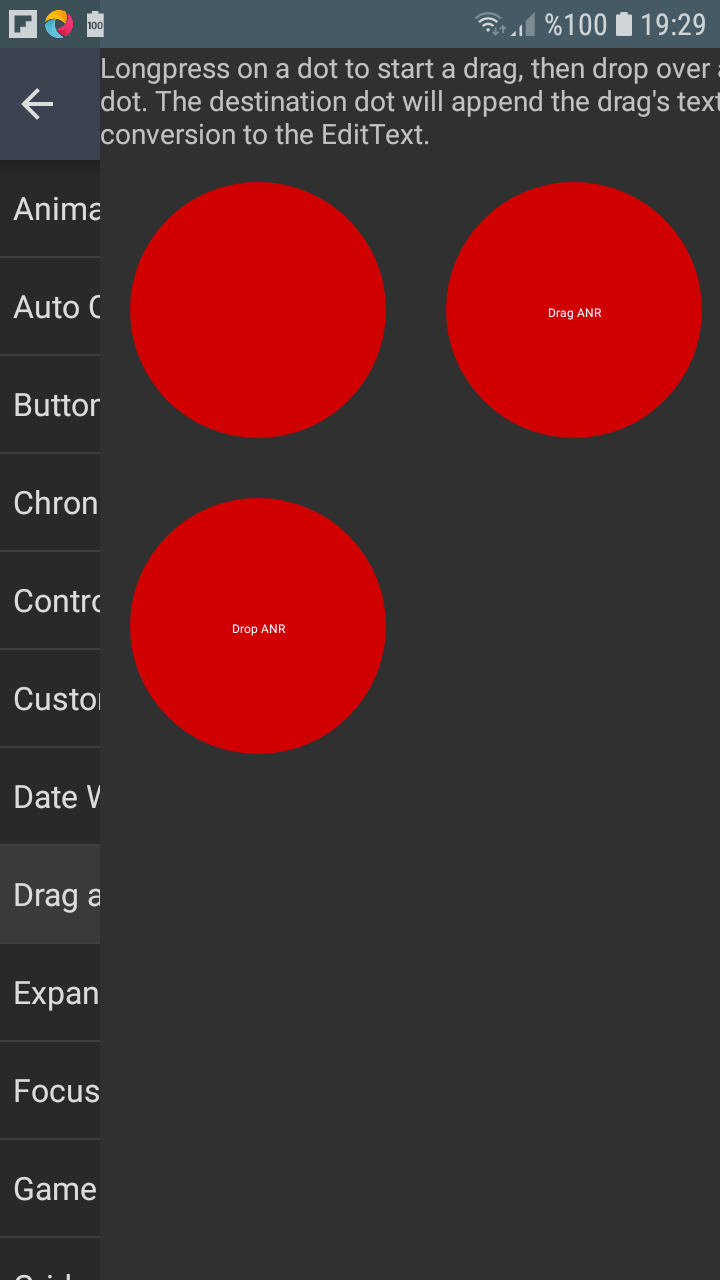 100
%100
19:29
Longpress on a dot to start a drag, then drop over
dot. The destination dot will append the drag's text
conversion to the EditText.
Anima
Auto C
Button
Chron
Contro
Custo
Date W
Drag a
Expan
Focus
Game
Drag ANR
Drop ANR